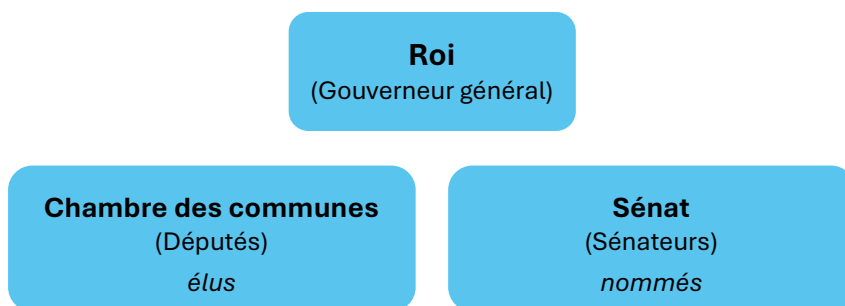 Roi
(Gouverneur général)
Chambre des communes
(Députés)
élus
Sénat
(Sénateurs)
nommés